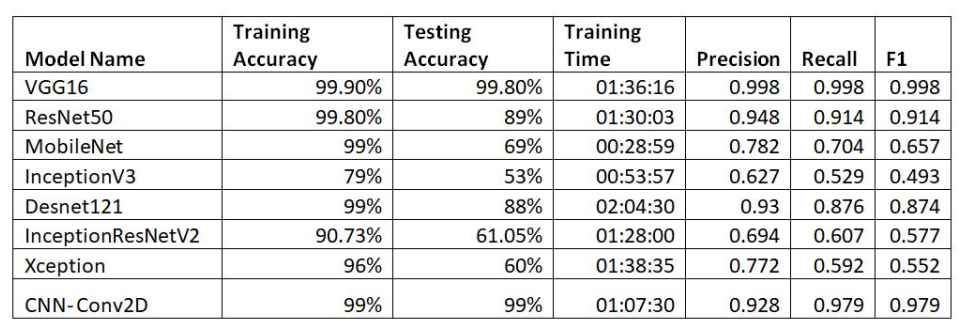 Model Name Training Accuracy Testing Accuracy Training Time Precision Recall F1
VGG16 99.90% 99.80% 01:36:16 0.998 0.998 0.998
ResNet50 99.80% 89% 01:30:03 0.948 0.914 0.914
MobileNet 99% 69% 00:28:59 0.782 0.704 0.657
InceptionV3 79% 53% 00:53:57 0.627 0.529 0.493
Desnet121 99% 88% 02:04:30 0.93 0.876 0.874
InceptionResNetV2 90.73% 61.05% 01:28:00 0.694 0.607 0.577
Xception 96% 60% 01:38:35 0.772 0.592 0.552
CNN-Conv2D 99% 99% 01:07:30 0.928 0.979 0.979